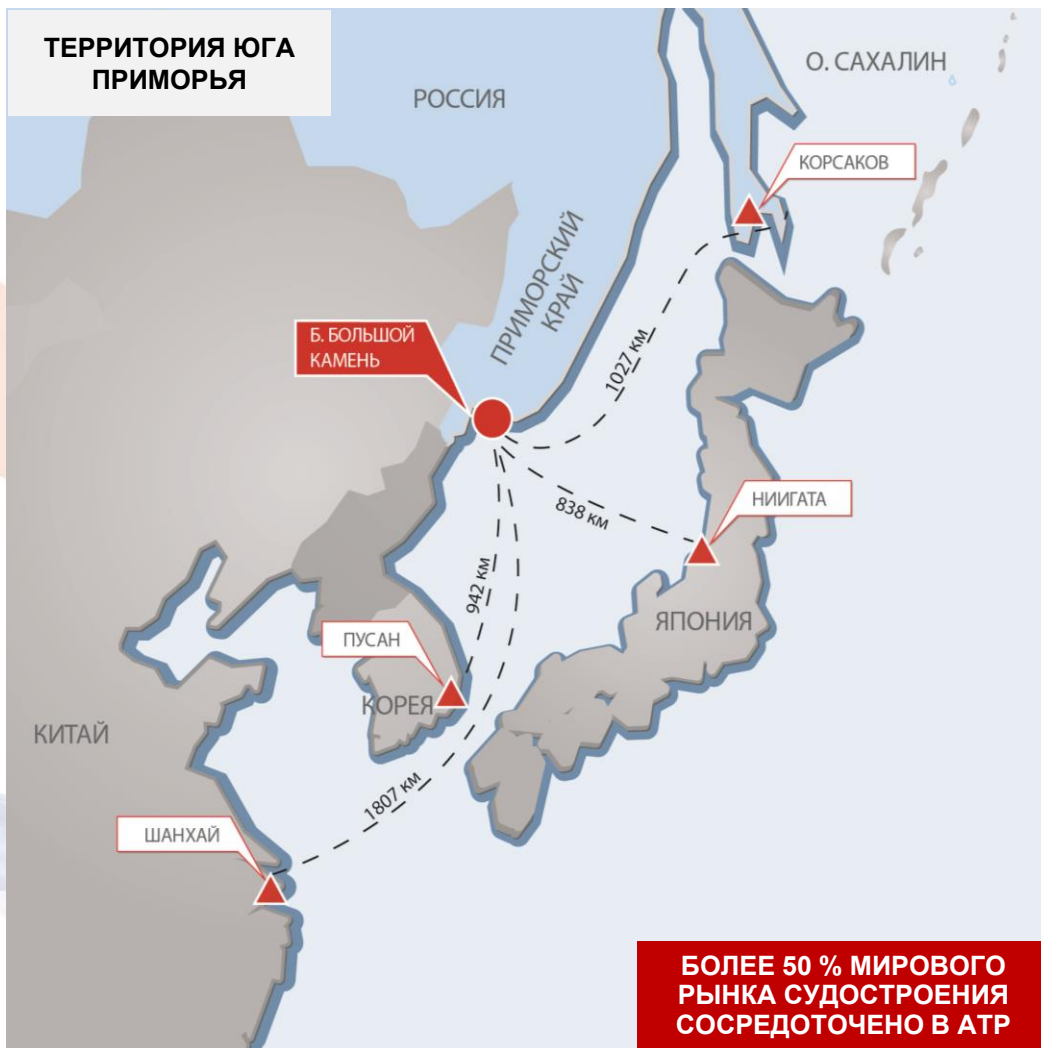 ТЕРРИТОРИЯ ЮГА
ПРИМОРЬЯ
О. САХАЛИН
РОССИЯ
КОРСАКОВ
ПРИМОРСКИЙ
КРАЙ
Б. БОЛЬШОЙ
КАМЕНЬ
1027 км
НИИГАТА
838 км
942 км
ЯПОНИЯ
ПУСАН
КОРЕЯ
КИТАЙ
1807 км
ШАНХАЙ
БОЛЕЕ 50 % МИРОВОГО
РЫНКА СУДОСТРОЕНИЯ
СОСРЕДОТОЧЕНО В АТР